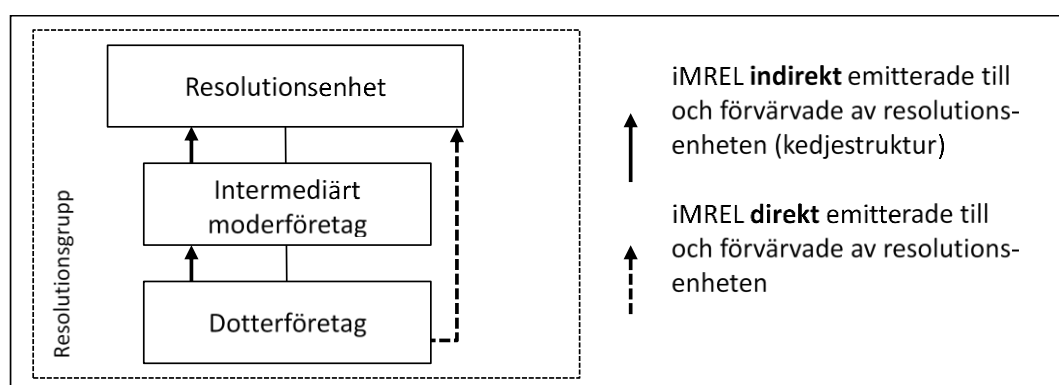 Resolutionsenhet
Intermediärt
moderföretag
Dotterföretag
Resolutionsgrupp
iMREL indirekt emitterade till
och förvärvade av resolutions-
enheten (kedjestruktur)
iMREL direkt emitterade till
och förvärvade av resolutions-
enheten